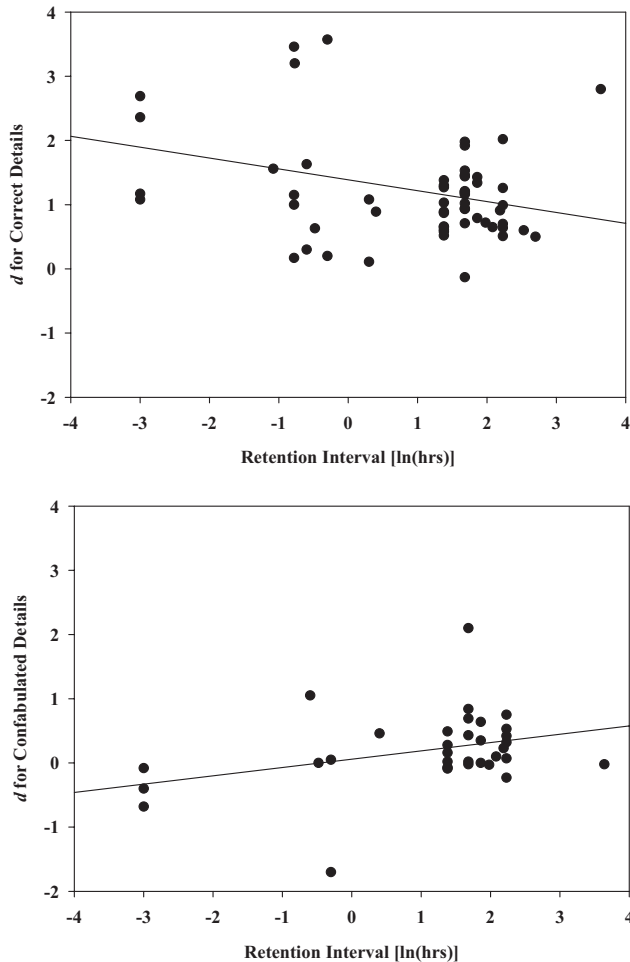 4
3
2
1
0
-1
-2
d for Correct Details
-4 -3 -2 -1 0 1 2 3 4
Retention Interval [ln(hrs)]
4
3
2
1
0
-1
-2
d for Confabulated Details
-4 -3 -2 -1 0 1 2 3 4
Retention Interval [ln(hrs)]